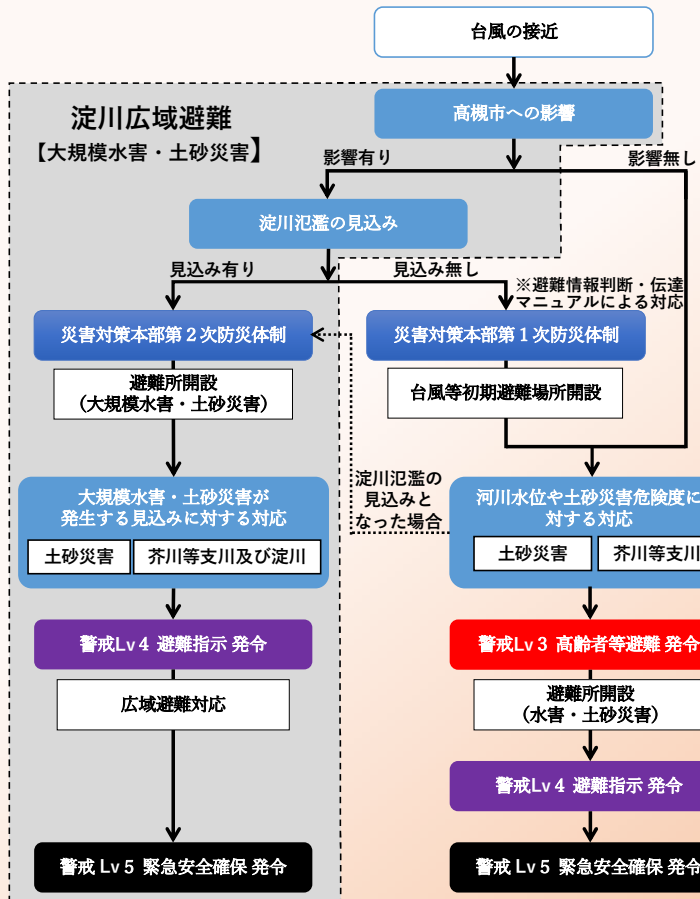 台風の接近
淀川広域避難
【大規模水害・土砂災害】
高槻市への影響
影響有り
影響無し
淀川氾濫の見込み
見込み有り
見込み無し
※避難情報判断・伝達
マニュアルによる対応
災害対策本部第２次防災体制
災害対策本部第１次防災体制
避難所開設
（大規模水害・土砂災害）
台風等初期避難場所開設
淀川氾濫の
見込みと
なった場合
大規模水害・土砂災害が
発生する見込みに対する対応
土砂災害
芥川等支川及び淀川
河川水位や土砂災害危険度に
対する対応
土砂災害
芥川等支川
警戒Lv４ 避難指示 発令
広域避難対応
警戒 Lv５ 緊急安全確保 発令
警戒Lv３ 高齢者等避難 発令
避難所開設
（水害・土砂災害）
警戒Lv４ 避難指示 発令
警戒 Lv５ 緊急安全確保 発令